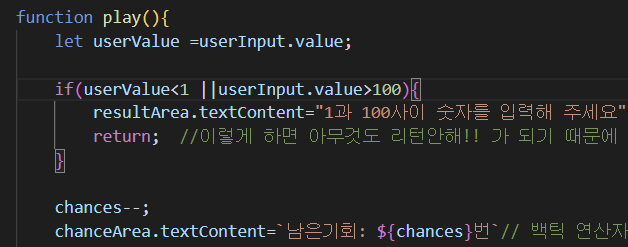 function play(){
let userValue =userInput.value;
if(userValue<1 ||userInput.value>100){
resultArea.textContent="1과 100사이 숫자를 입력해 주세요"
return;  //이렇게 하면 아무것도 리턴안해!! 가 되기 때문에
}
chances--;
chanceArea.textContent=`남은기회: ${chances}번`// 백틱 연산자